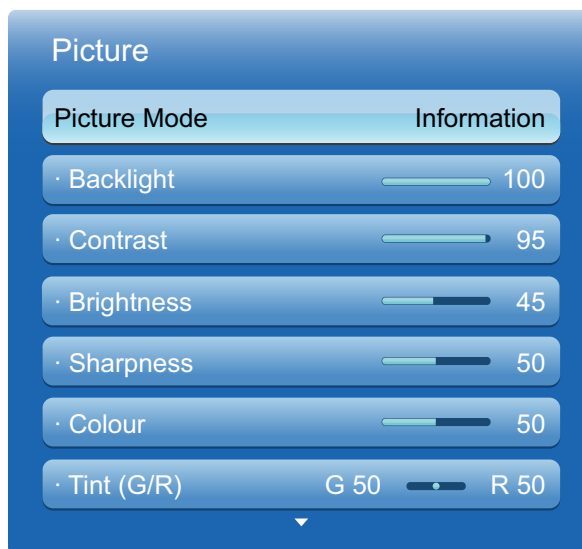 Picture
Picture Mode Information
· Backlight 100
· Contrast 95
· Brightness 45
· Sharpness 50
· Colour 50
· Tint (G/R) G 50 R 50